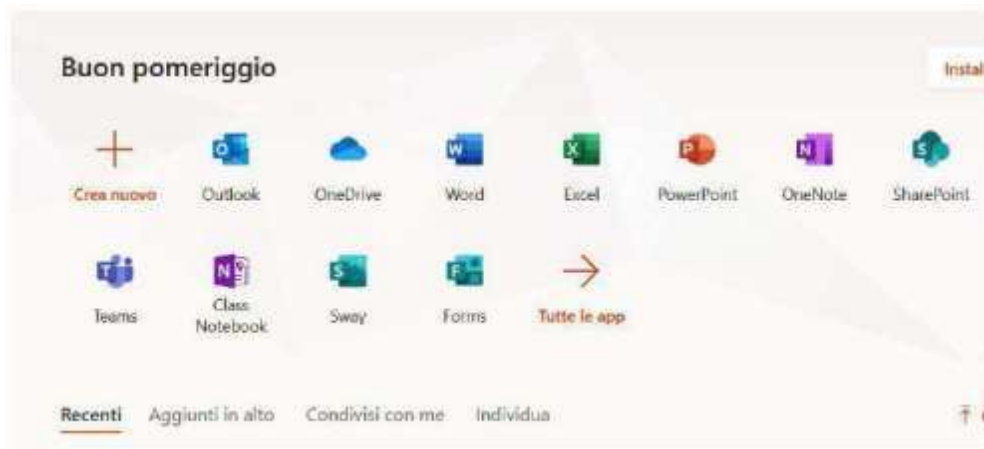 Buon pomeriggio
Instal
Crea nuovo Outlook OneDrive Word Excel PowerPoint OneNote SharePoint
Teams Class Notebook Sway Forms Tutte le app
Recenti Aggiunti in alto Condivisi con me Individua